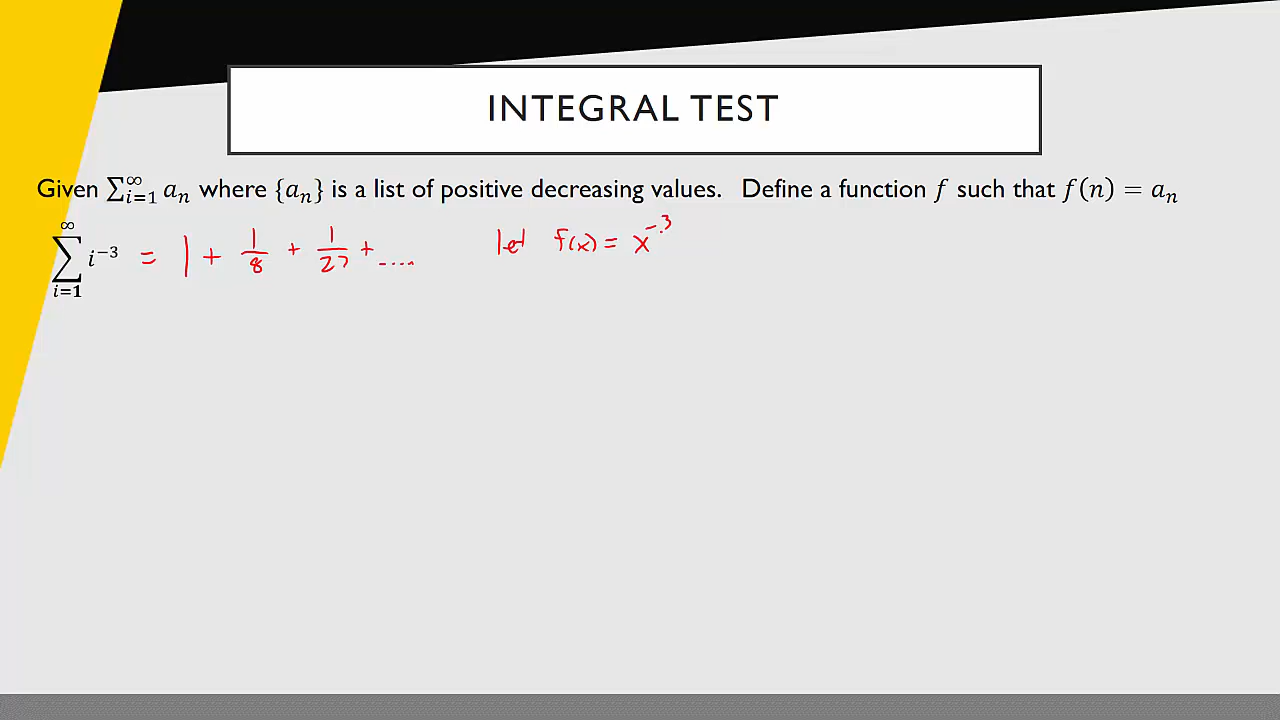 INTEGRAL TEST
Given ∑_{i=1}^{∞} a_n where {a_n} is a list of positive decreasing values. Define a function f such that f(n) = a_n
∑_{i=1}^{∞} i^{-3} = 1 + 1/8 + 1/27 + .... let f(x) = x^{-3}